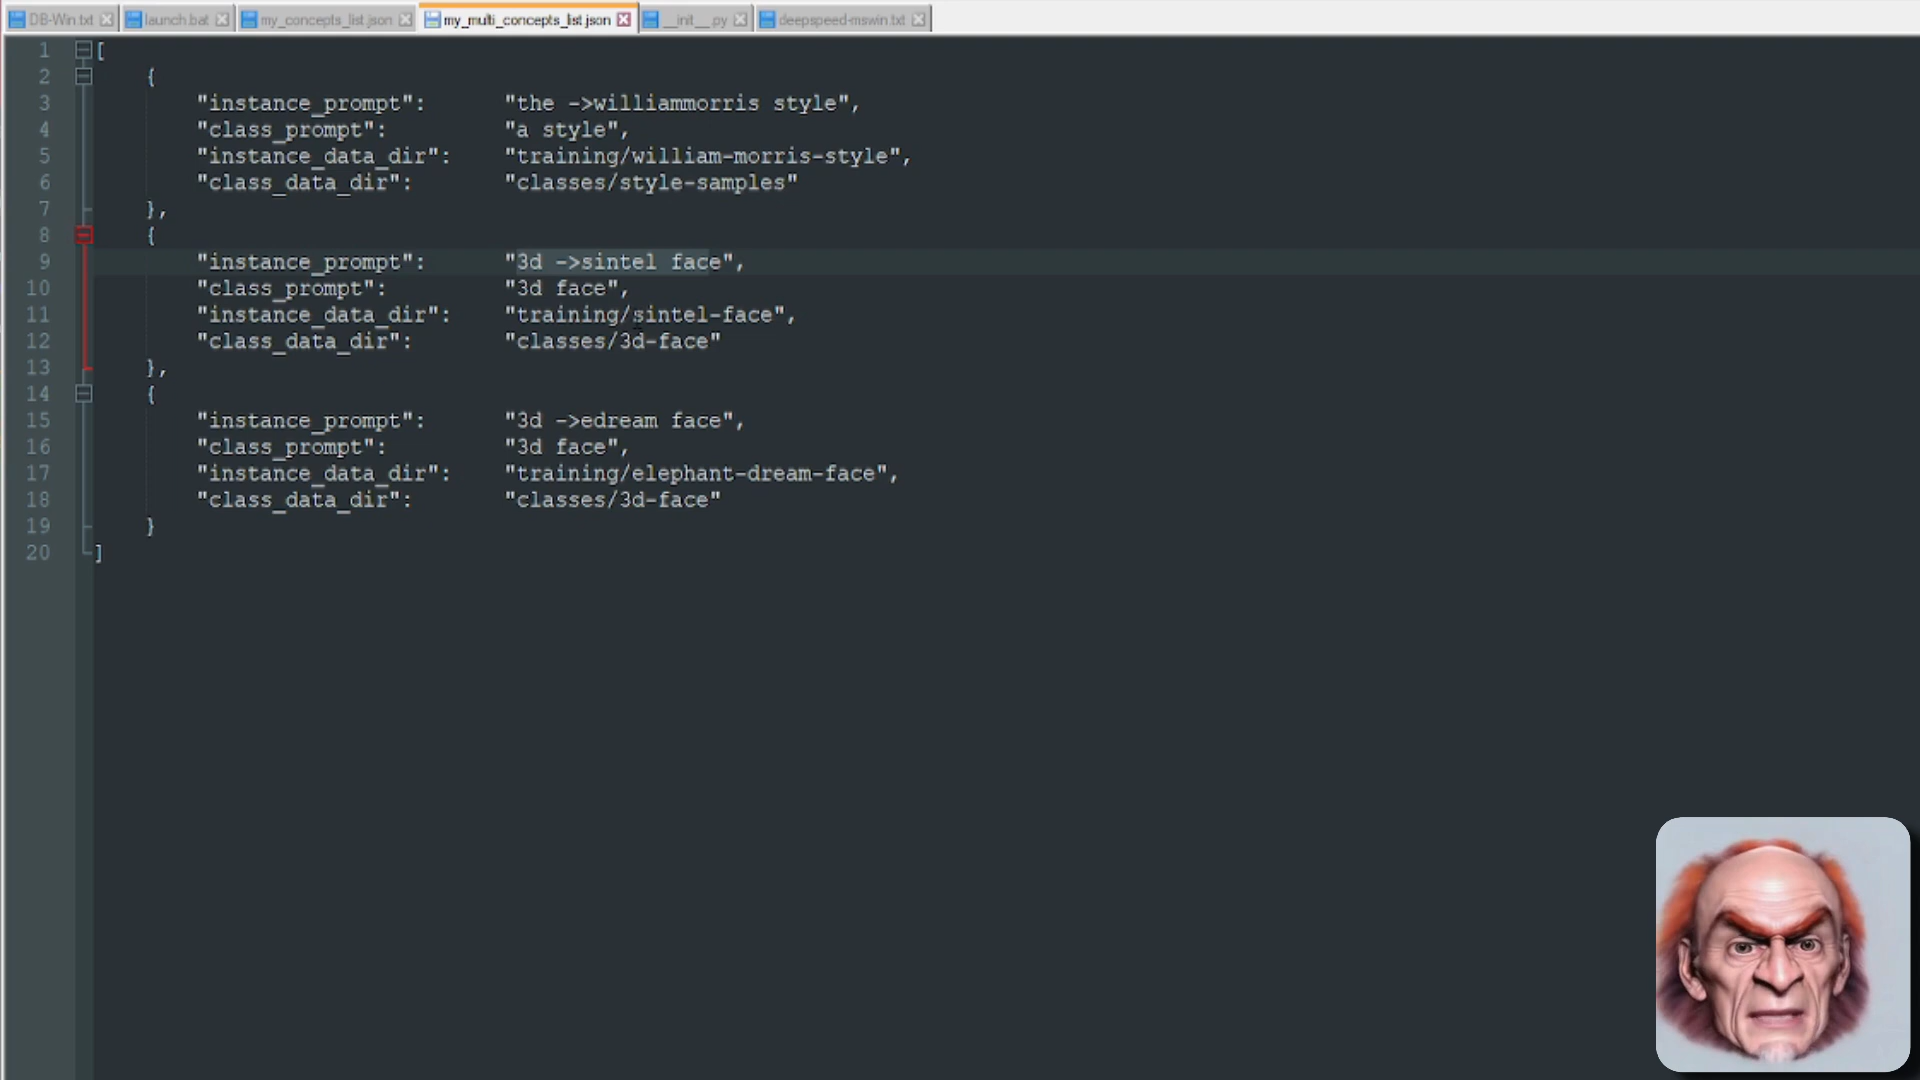 DB-Win.txt launch.bat my_concepts_list.json my_multi_concepts_list.json __init__.py deepspeed-mswin.txt
1 [
2 {
3 "instance_prompt": "the ->williammorris style",
4 "class_prompt": "a style",
5 "instance_data_dir": "training/william-morris-style",
6 "class_data_dir": "classes/style-samples"
7 },
8 {
9 "instance_prompt": "3d ->sintel face",
10 "class_prompt": "3d face",
11 "instance_data_dir": "training/sintel-face",
12 "class_data_dir": "classes/3d-face"
13 },
14 {
15 "instance_prompt": "3d ->edream face",
16 "class_prompt": "3d face",
17 "instance_data_dir": "training/elephant-dream-face",
18 "class_data_dir": "classes/3d-face"
19 }
20 ]